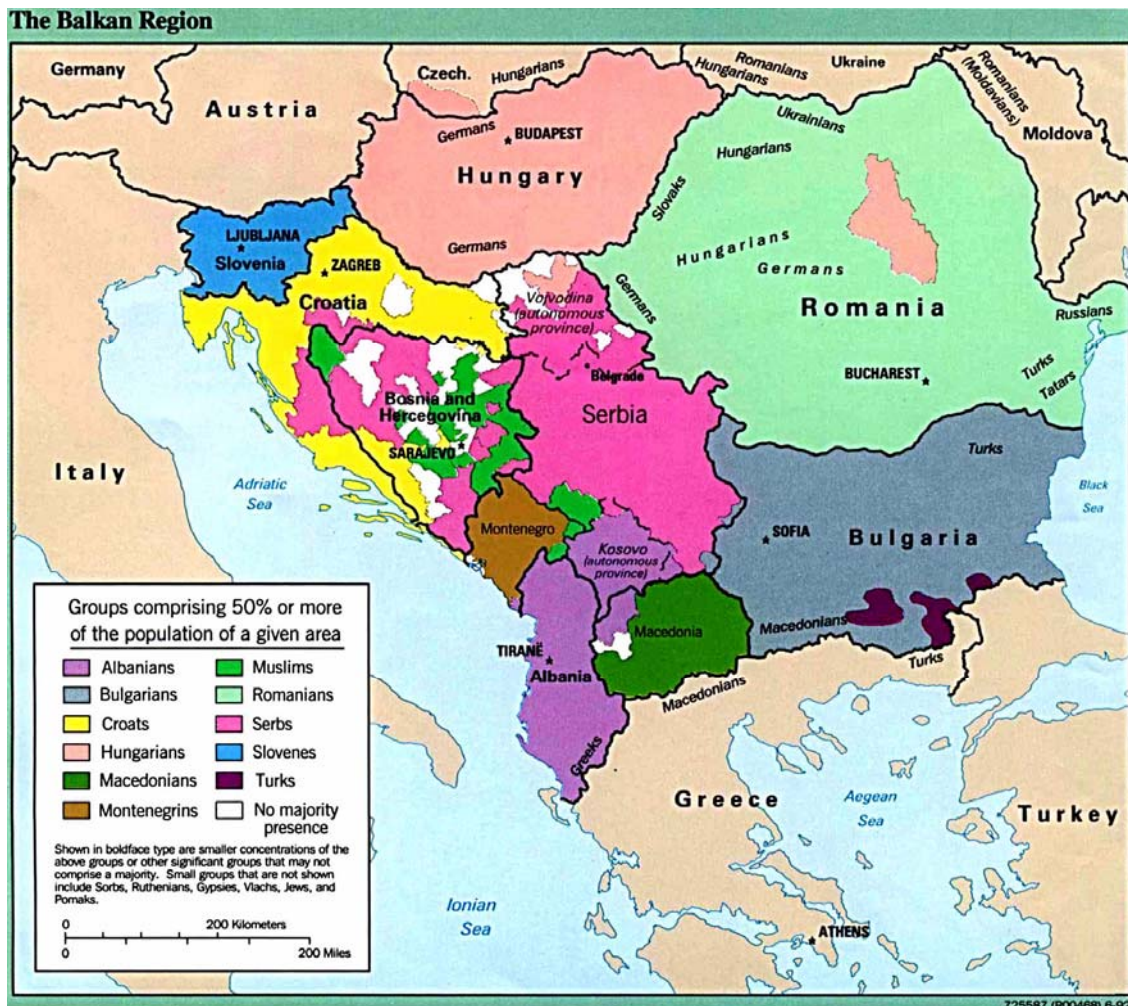 The Balkan Region
Germany
Austria
Czech.
Hungarians
Romanians
Hungarians
Ukraine
Romanians
(Moldavians)
Moldova
Germans
BUDAPEST
Hungary
Germans
Ukrainians
Hungarians
Slovaks
Hungarians
Germans
Germans
Romania
Russians
BUCHAREST
Turks
Tatars
LJUBLJANA
Slovenia
ZAGREB
Croatia
Vojvodina
(autonomous
province)
Belgrade
Serbia
Bosnia and
Hercegovina
SARAJEVO
Italy
Adriatic
Sea
Montenegro
Kosovo
(autonomous
province)
Turks
Black
Sea
SOFIA
Bulgaria
Macedonians
Macedonia
TIRANË
Albania
Turks
Macedonians
Greeks
Greece
Aegean
Sea
Turkey
Ionian
Sea
ATHENS
Groups comprising 50% or more
of the population of a given area
Albanians
Muslims
Bulgarians
Romanians
Croats
Serbs
Hungarians
Slovenes
Macedonians
Turks
Montenegrins
No majority
presence
Shown in boldface type are smaller concentrations of the
above groups or other significant groups that may not
comprise a majority. Small groups that are not shown
include Sorbs, Ruthenians, Gypsies, Vlachs, Jews, and
Pomaks.
0 200 Kilometers
0 200 Miles